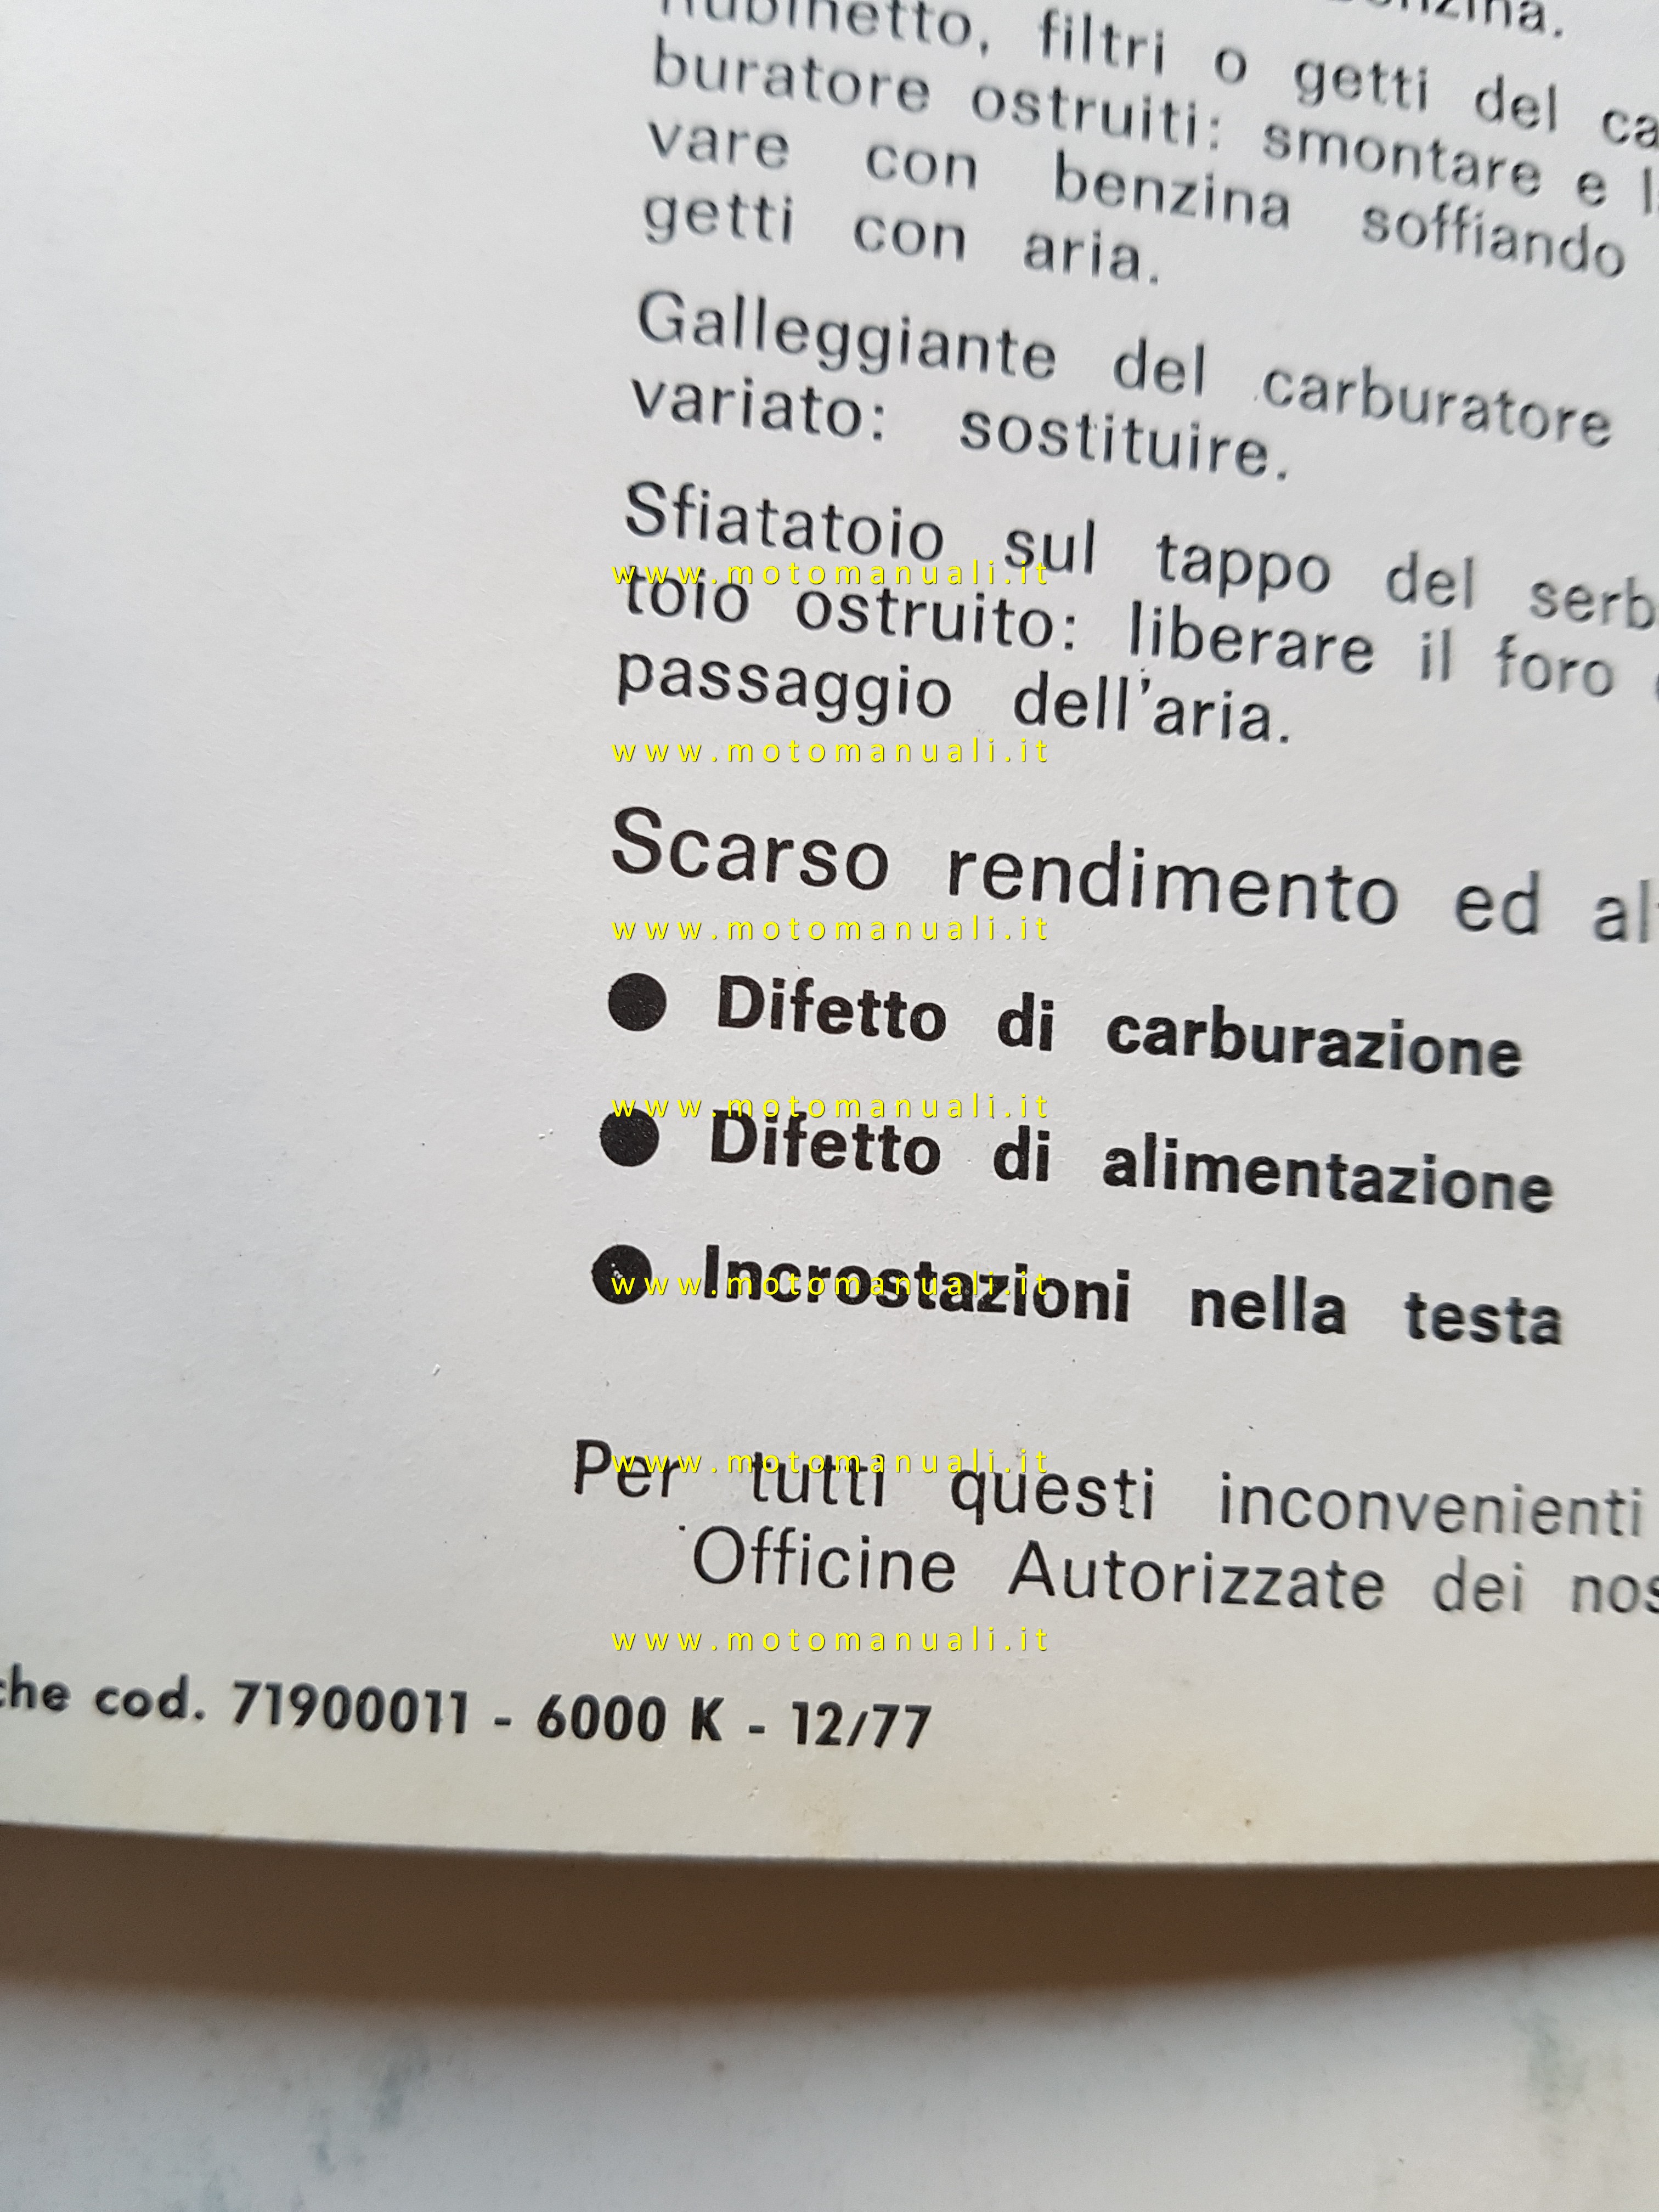 filtri o getti del
buratore ostruiti: smontare e
vare con benzina soffiando
getti con aria.
Galleggiante del carburatore
variato: sostituire.
Sfiatatoio sul tappo del serb
www.motomanuali.it
toio ostruito: liberare il foro
passaggio dell'aria.
www.motomanuali.it
Scarso rendimento ed al
www.motomanuali.it
● Difetto di carburazione
www.motomanuali.it
● Difetto di alimentazione
● Incrostazioni nella testa
www.motomanuali.it
www.motomanuali.it
Per tutti questi inconvenienti
Officine Autorizzate dei nos
www.motomanuali.it
che cod. 71900011 - 6000 K - 12/77